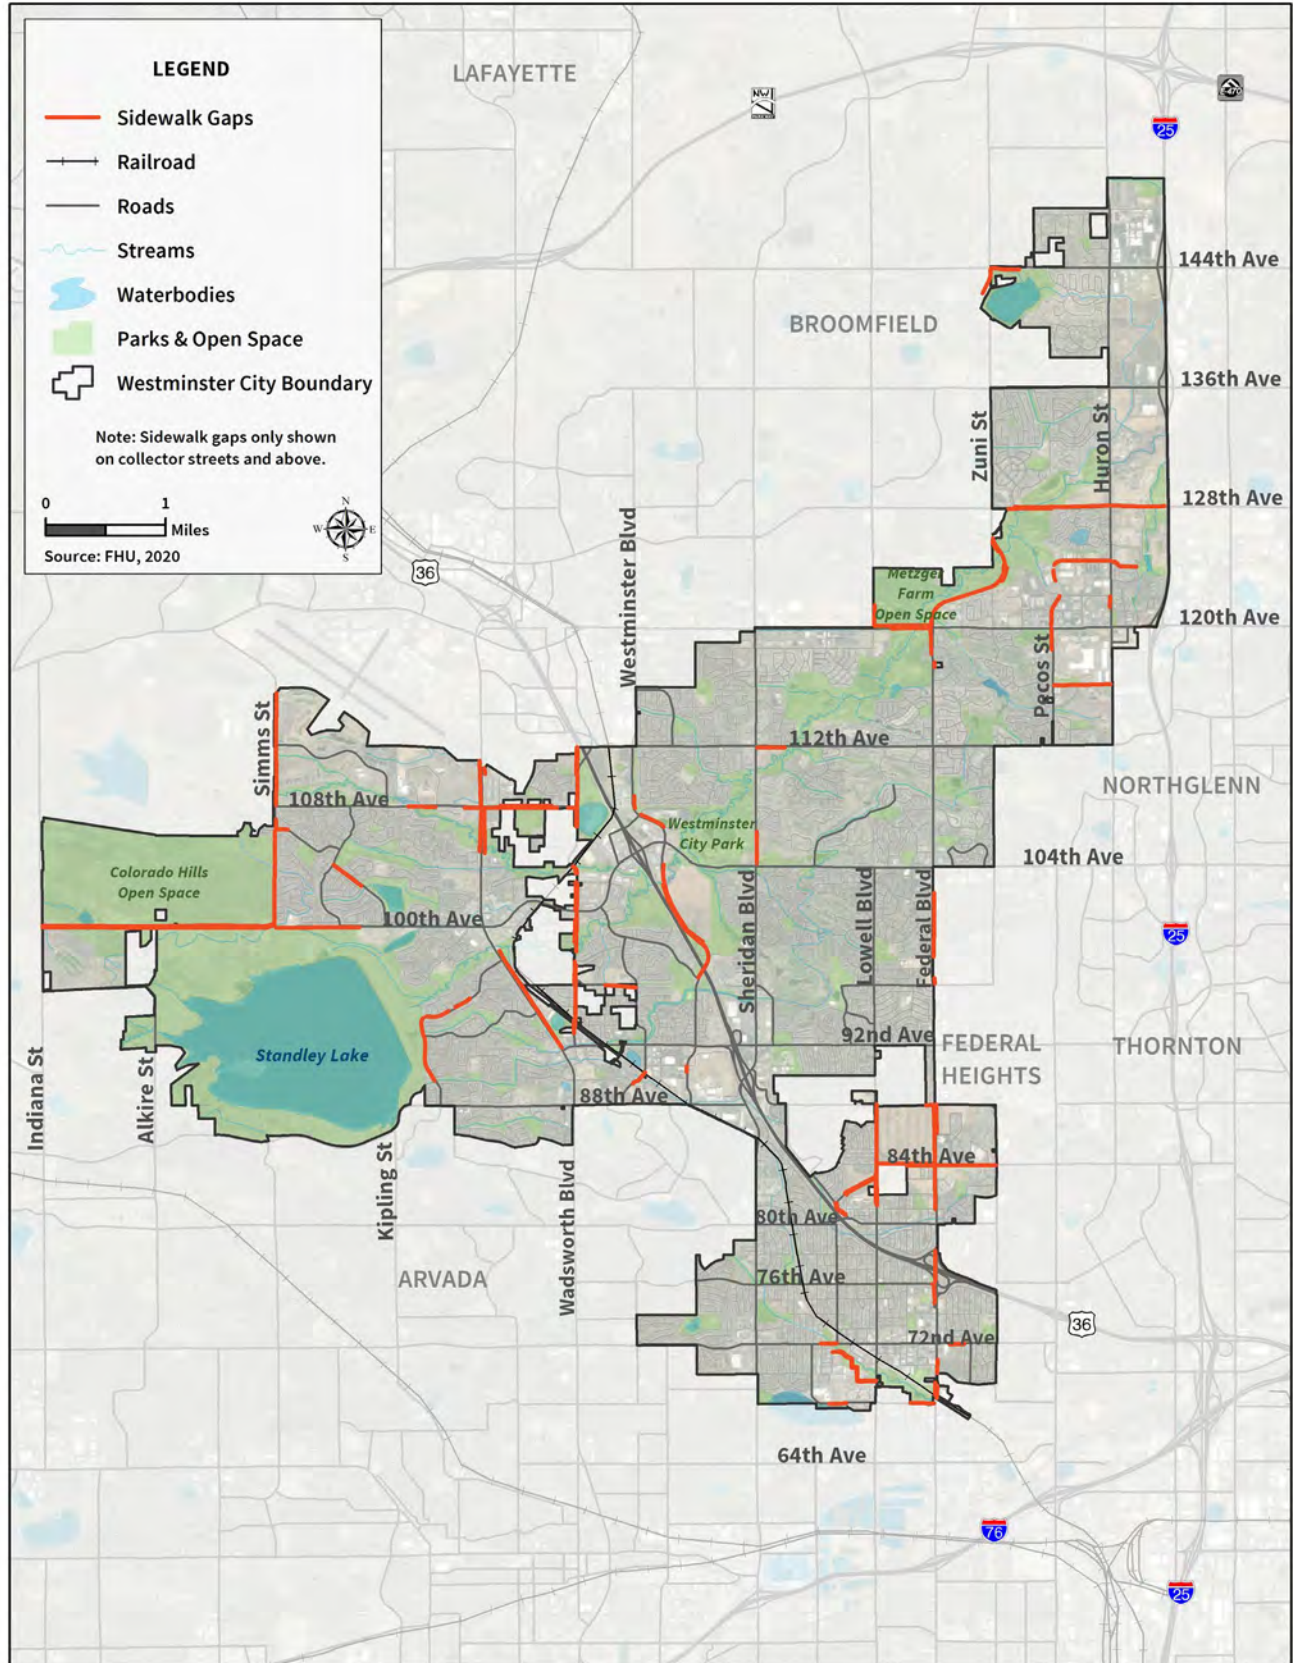 LEGEND
Sidewalk Gaps
Railroad
Roads
Streams
Waterbodies
Parks & Open Space
Westminster City Boundary
Note: Sidewalk gaps only shown
on collector streets and above.
0 1
Miles
N
W E
S
Source: FHU, 2020
LAFAYETTE
NW
E-470
25
144th Ave
BROOMFIELD
136th Ave
Zuni St
Huron St
128th Ave
36
Westminster Blvd
Metzger
Farm
Open Space
120th Ave
Pecos St
Simms St
112th Ave
108th Ave
NORTHGLENN
Westminster
City Park
104th Ave
Colorado Hills
Open Space
100th Ave
Sheridan Blvd
Lowell Blvd
Federal Blvd
25
92nd Ave
FEDERAL
HEIGHTS
THORNTON
Standley Lake
Indiana St
Alkire St
88th Ave
Kipling St
Wadsworth Blvd
84th Ave
80th Ave
ARVADA
76th Ave
36
72nd Ave
64th Ave
76
25